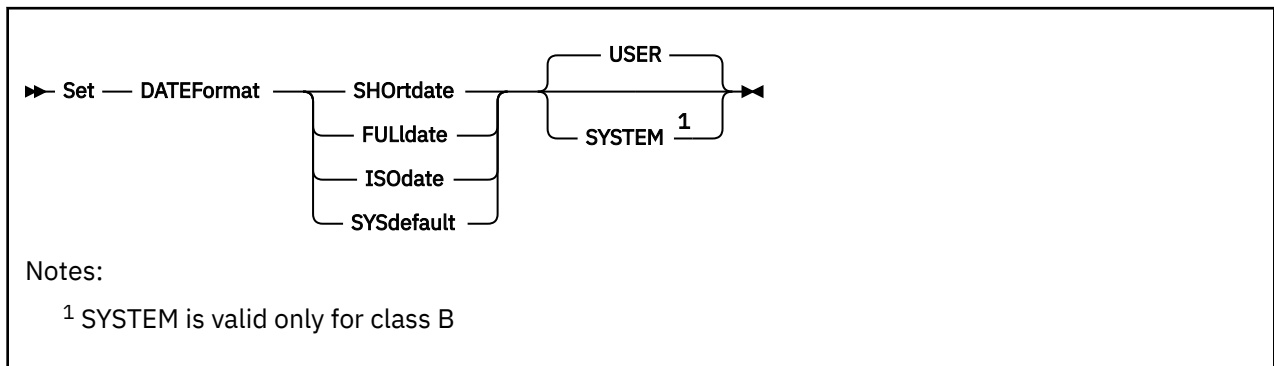 USER
Set DATEFormat SHOrtdate
FULldate
SYSTEM 1
ISOdate
SYSdefault
Notes:
1 SYSTEM is valid only for class B